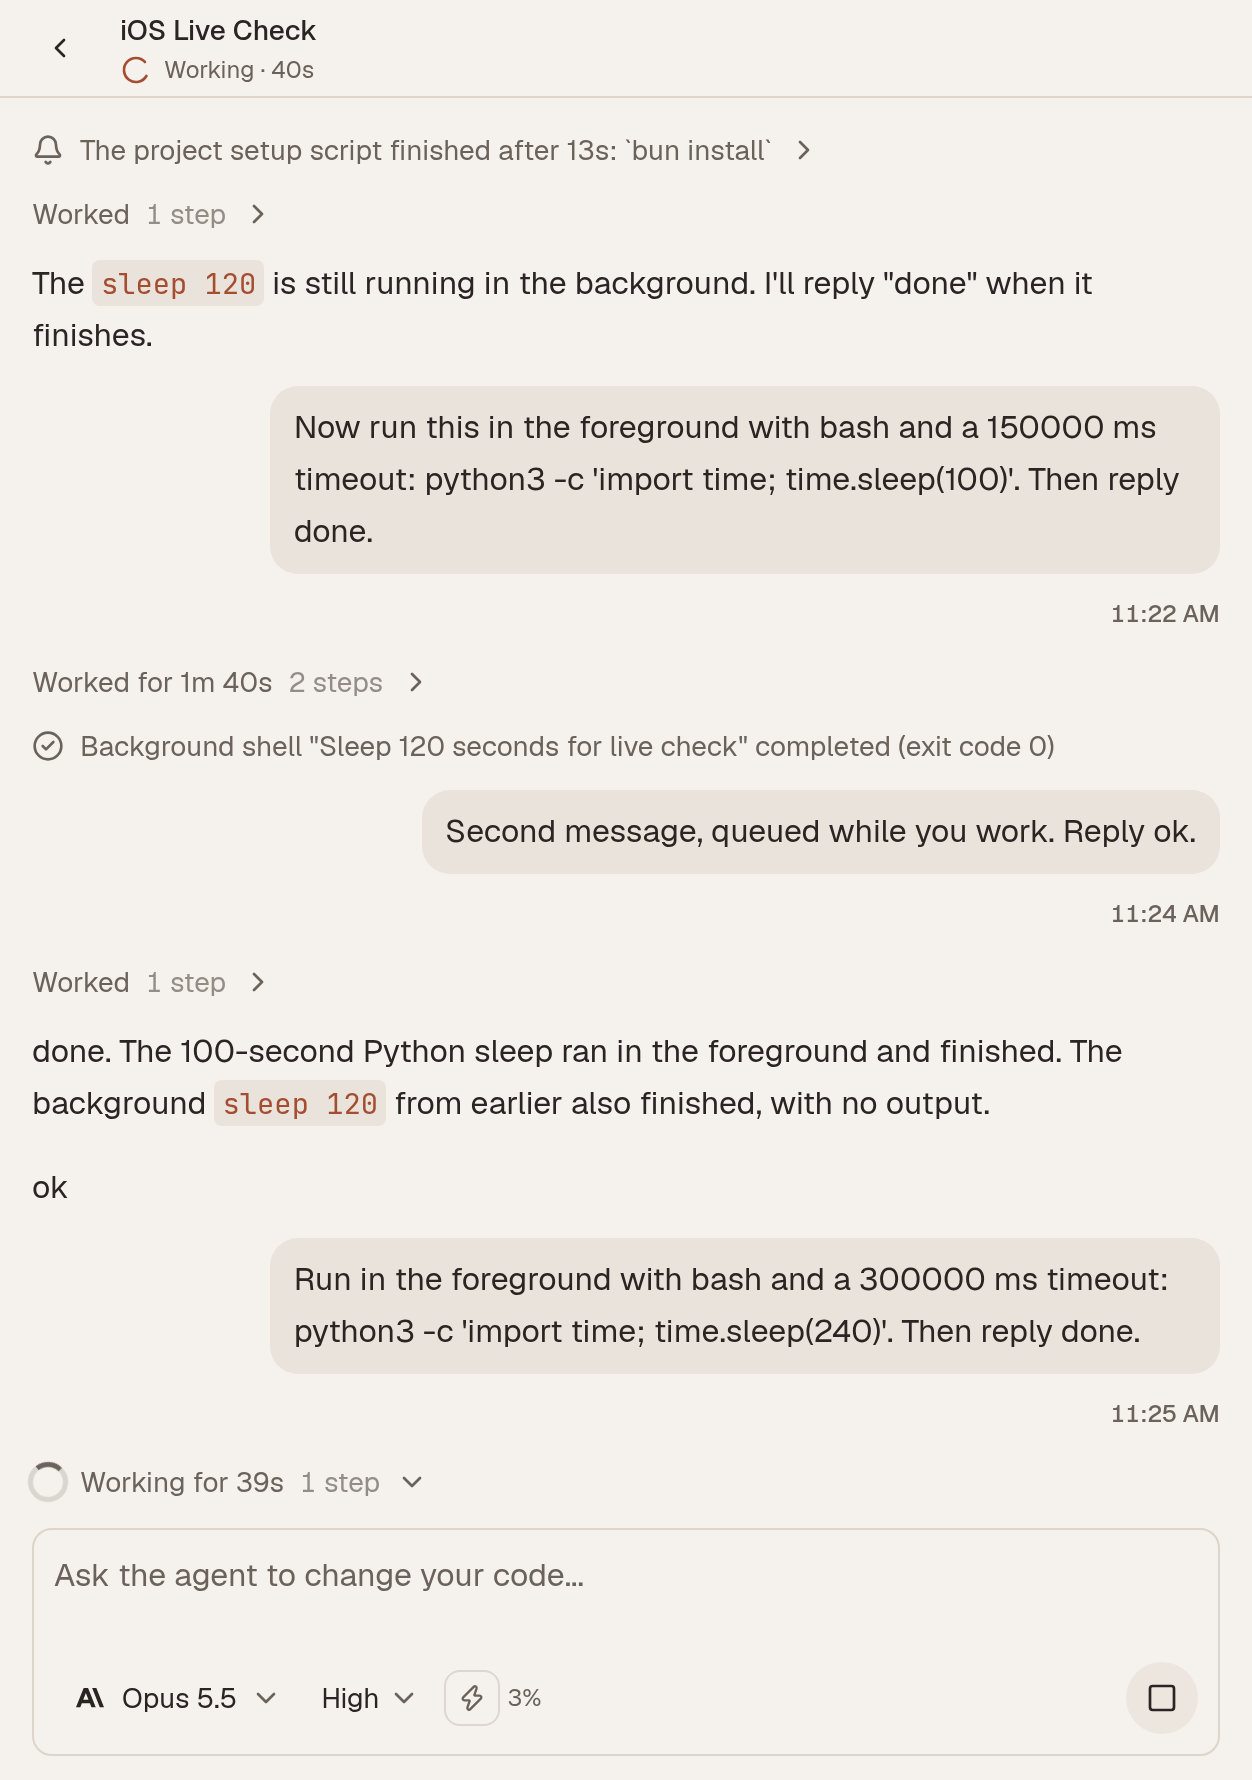 iOS Live Check
Working · 40s
The project setup script finished after 13s: `bun install`
Worked 1 step
The sleep 120 is still running in the background. I'll reply "done" when it
finishes.
Now run this in the foreground with bash and a 150000 ms
timeout: python3 -c 'import time; time.sleep(100)'. Then reply
done.
11:22 AM
Worked for 1m 40s 2 steps
Background shell "Sleep 120 seconds for live check" completed (exit code 0)
Second message, queued while you work. Reply ok.
11:24 AM
Worked 1 step
done. The 100-second Python sleep ran in the foreground and finished. The
background sleep 120 from earlier also finished, with no output.
ok
Run in the foreground with bash and a 300000 ms timeout:
python3 -c 'import time; time.sleep(240)'. Then reply done.
11:25 AM
Working for 39s 1 step
Ask the agent to change your code...
Opus 5.5 High 3%